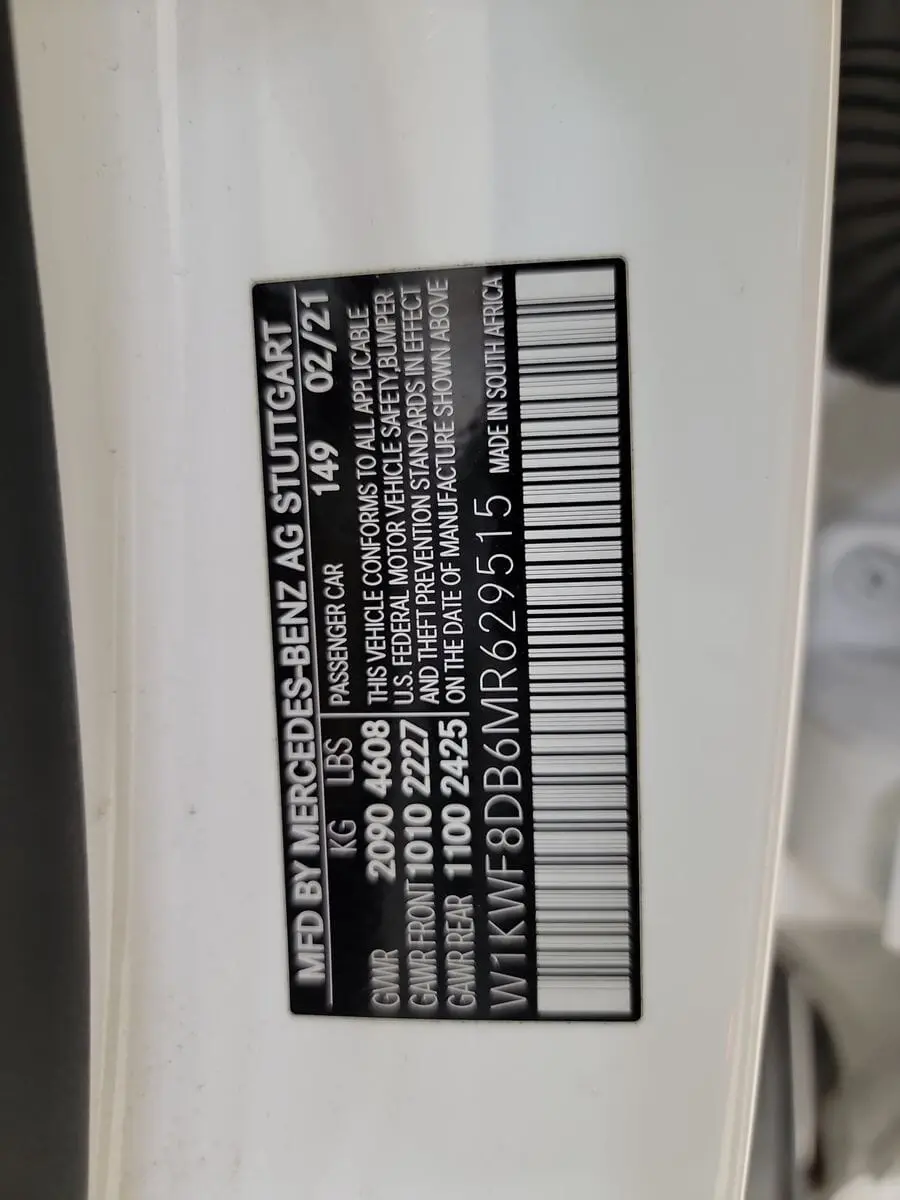 MFD BY MERCEDES-BENZ AG STUTTGART
KG LBS PASSENGER CAR 149 02/21
GVWR 2090 4608 THIS VEHICLE CONFORMS TO ALL APPLICABLE
GAWR FRONT 1010 2227 U.S. FEDERAL MOTOR VEHICLE SAFETY,BUMPER
GAWR REAR 1100 2425 AND THEFT PREVENTION STANDARDS IN EFFECT
ON THE DATE OF MANUFACTURE SHOWN ABOVE
W1KWF8DB6MR629515 MADE IN SOUTH AFRICA